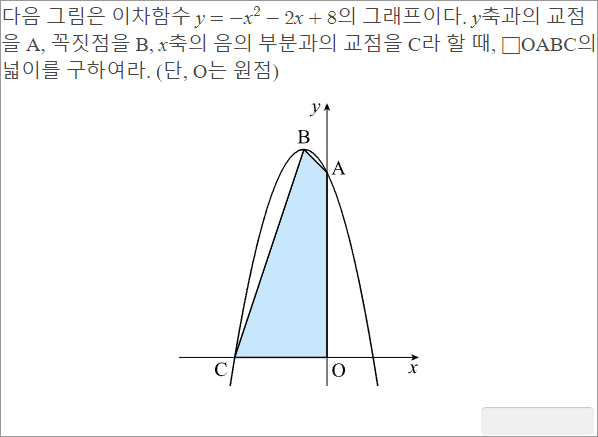 다음 그림은 이차함수 y = −x² − 2x + 8의 그래프이다. y축과의 교점
을 A, 꼭짓점을 B, x축의 음의 부분과의 교점을 C라 할 때, □OABC의
넓이를 구하여라. (단, O는 원점)
y
B
A
C
O
x